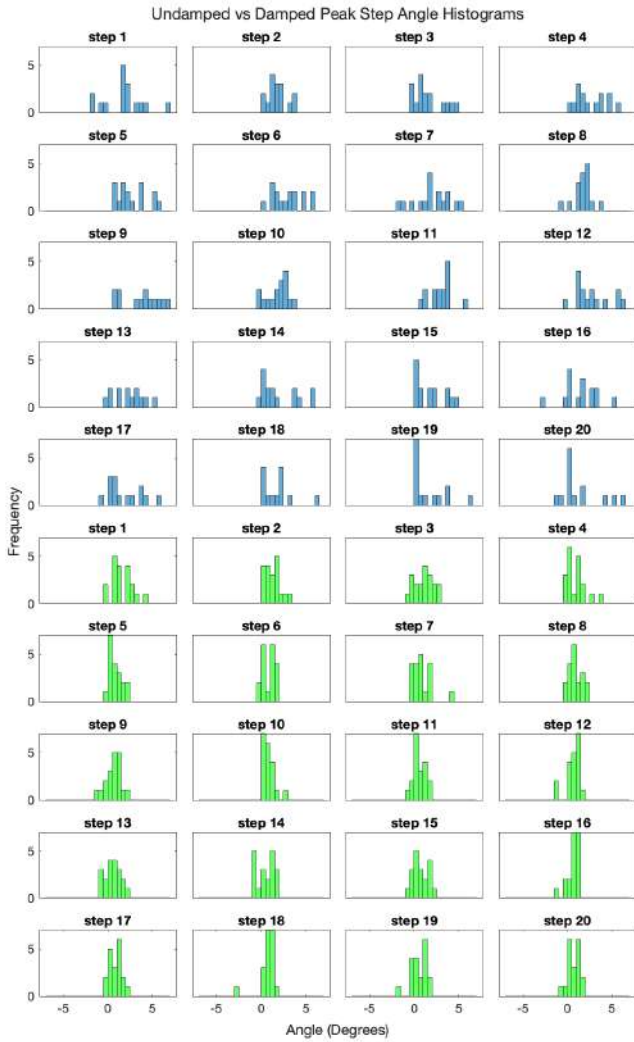 Undamped vs Damped Peak Step Angle Histograms
step 1 step 2 step 3 step 4
5
0
step 5 step 6 step 7 step 8
5
0
step 9 step 10 step 11 step 12
5
0
step 13 step 14 step 15 step 16
5
0
step 17 step 18 step 19 step 20
5
0
Frequency
step 1 step 2 step 3 step 4
5
0
step 5 step 6 step 7 step 8
5
0
step 9 step 10 step 11 step 12
5
0
step 13 step 14 step 15 step 16
5
0
step 17 step 18 step 19 step 20
5
0
-5 0 5 -5 0 5 -5 0 5 -5 0 5
Angle (Degrees)